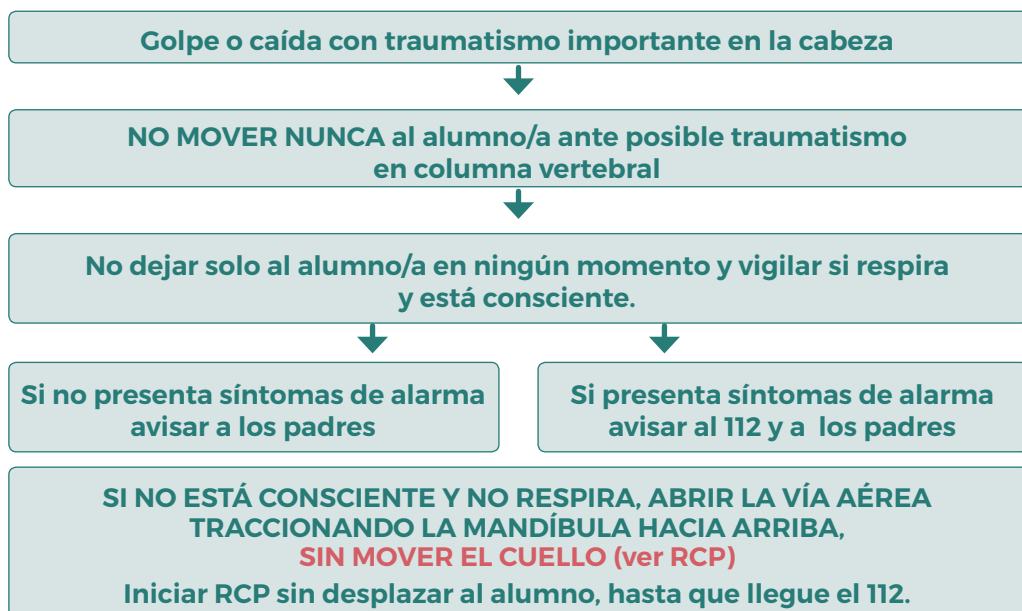 Golpe o caída con traumatismo importante en la cabeza
NO MOVER NUNCA al alumno/a ante posible traumatismo
en columna vertebral
No dejar solo al alumno/a en ningún momento y vigilar si respira
y está consciente.
Si no presenta síntomas de alarma
avisar a los padres
Si presenta síntomas de alarma
avisar al 112 y a  los padres
SI NO ESTÁ CONSCIENTE Y NO RESPIRA, ABRIR LA VÍA AÉREA
TRACCIONANDO LA MANDÍBULA HACIA ARRIBA,
SIN MOVER EL CUELLO (ver RCP)
Iniciar RCP sin desplazar al alumno, hasta que llegue el 112.